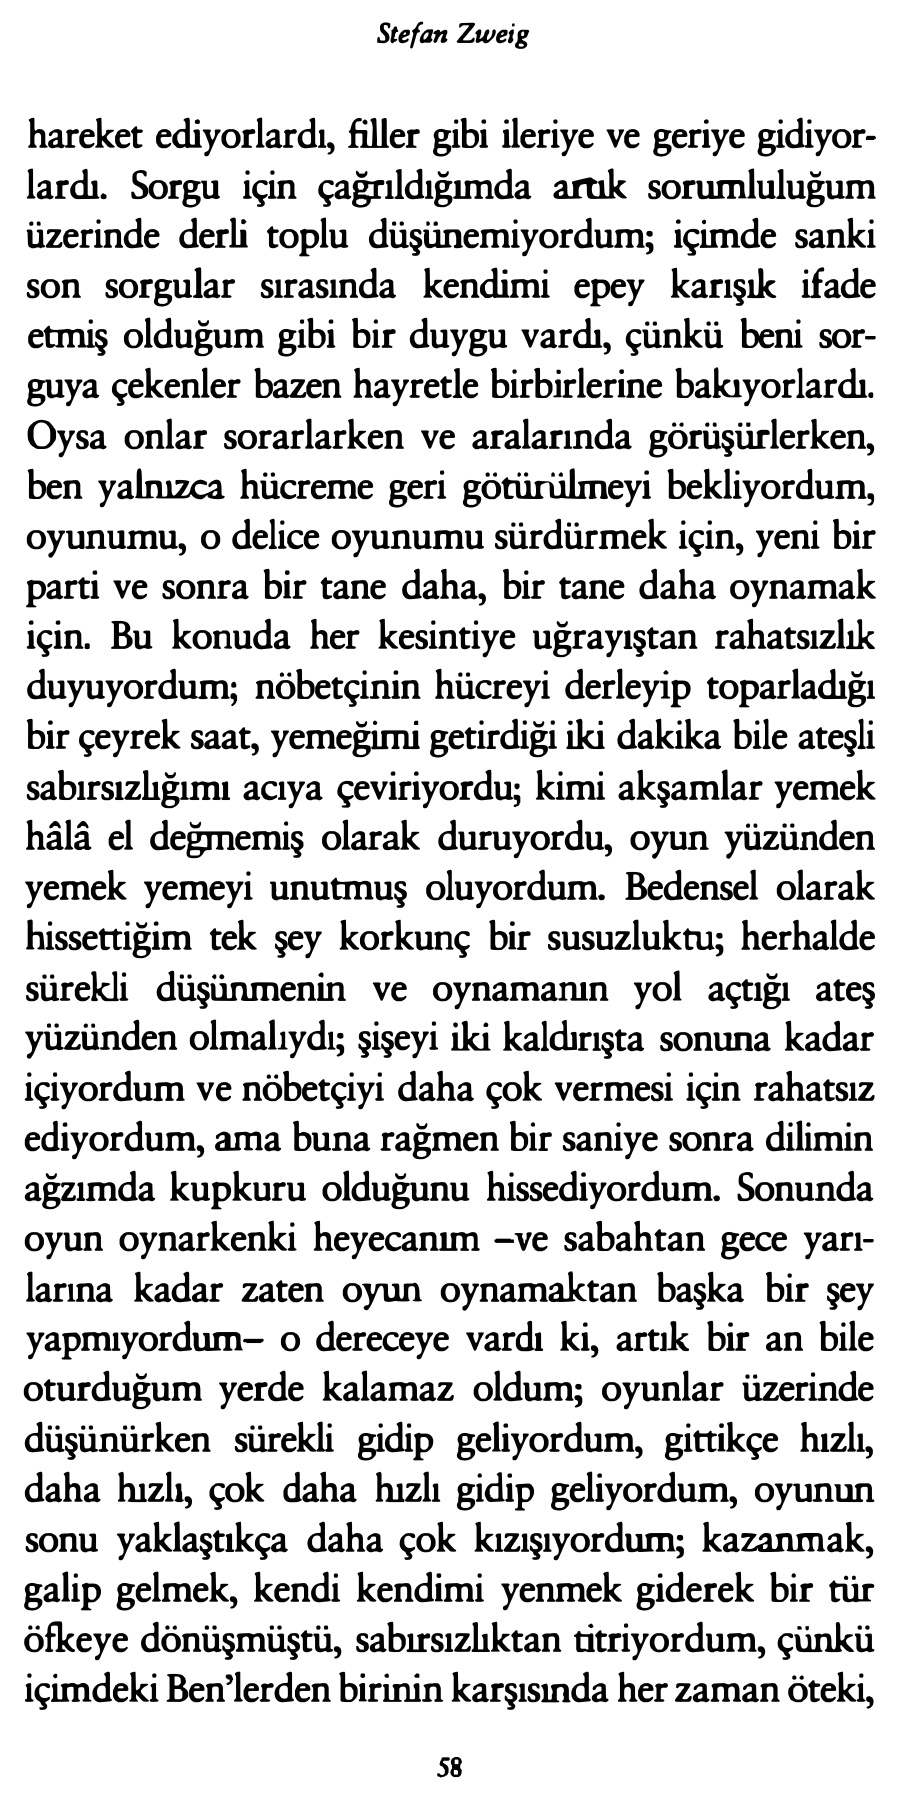 Stefan Zweig
hareket ediyorlardı, filler gibi ileriye ve geriye gidiyor-
lardı. Sorgu için çağrıldığımda artık sorumluluğum
üzerinde derli toplu düşünemiyordum; içimde sanki
son sorgular sırasında kendimi epey karışık ifade
etmiş olduğum gibi bir duygu vardı, çünkü beni sor-
guya çekenler bazen hayretle birbirlerine bakıyorlardı.
Oysa onlar sorarlarken ve aralarında görüşürlerken,
ben yalnızca hücreme geri götürülmeyi bekliyordum,
oyunumu, o delice oyunumu sürdürmek için, yeni bir
parti ve sonra bir tane daha, bir tane daha oynamak
için. Bu konuda her kesintiye uğrayıştan rahatsızlık
duyuyordum; nöbetçinin hücreyi derleyip toparladığı
bir çeyrek saat, yemeğimi getirdiği iki dakika bile ateşli
sabırsızlığımı acıya çeviriyordu; kimi akşamlar yemek
hâlâ el değmemiş olarak duruyordu, oyun yüzünden
yemek yemeyi unutmuş oluyordum. Bedensel olarak
hissettiğim tek şey korkunç bir susuzluktu; herhalde
sürekli düşünmenin ve oynamanın yol açtığı ateş
yüzünden olmalıydı; şişeyi iki kaldırışta sonuna kadar
içiyordum ve nöbetçiyi daha çok vermesi için rahatsız
ediyordum, ama buna rağmen bir saniye sonra dilimin
ağzımda kupkuru olduğunu hissediyordum. Sonunda
oyun oynarkenki heyecanım –ve sabahtan gece yarı-
larına kadar zaten oyun oynamaktan başka bir şey
yapmıyordum– o dereceye vardı ki, artık bir an bile
oturduğum yerde kalamaz oldum; oyunlar üzerinde
düşünürken sürekli gidip geliyordum, gittikçe hızlı,
daha hızlı, çok daha hızlı gidip geliyordum, oyunun
sonu yaklaştıkça daha çok kızışıyordum; kazanmak,
galip gelmek, kendi kendimi yenmek giderek bir tür
öfkeye dönüşmüştü, sabırsızlıktan titriyordum, çünkü
içimdeki Ben’lerden birinin karşısında her zaman öteki,
58